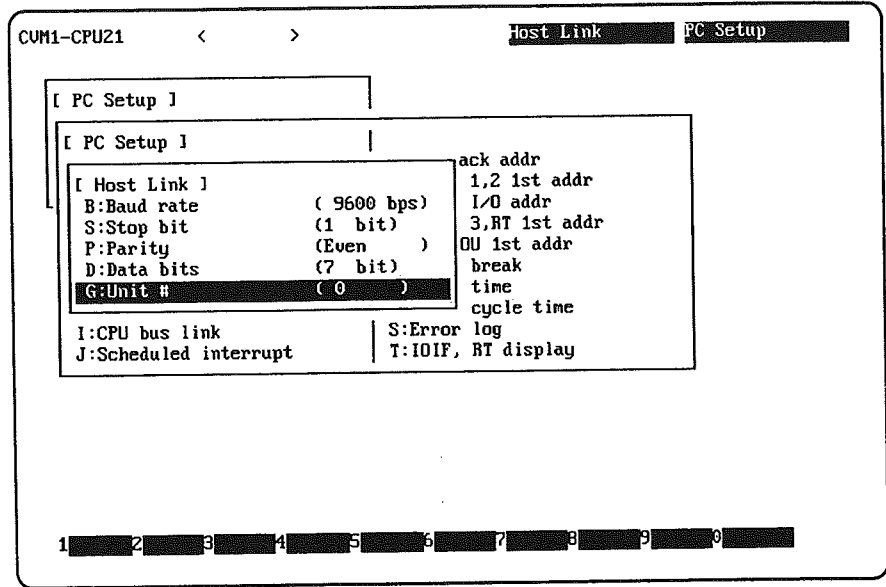 CVM1-CPU21 < > Host Link PC Setup
[ PC Setup ]
[ PC Setup ]
ack addr
[ Host Link ] 1,2 1st addr
B:Baud rate ( 9600 bps) I/O addr
S:Stop bit (1 bit) 3,RT 1st addr
P:Parity (Even ) OU 1st addr
D:Data bits (7 bit) break
G:Unit # ( 0 ) time
cycle time
I:CPU bus link S:Error log
J:Scheduled interrupt T:IOIF, RT display
1 2 3 4 5 6 7 8 9 0